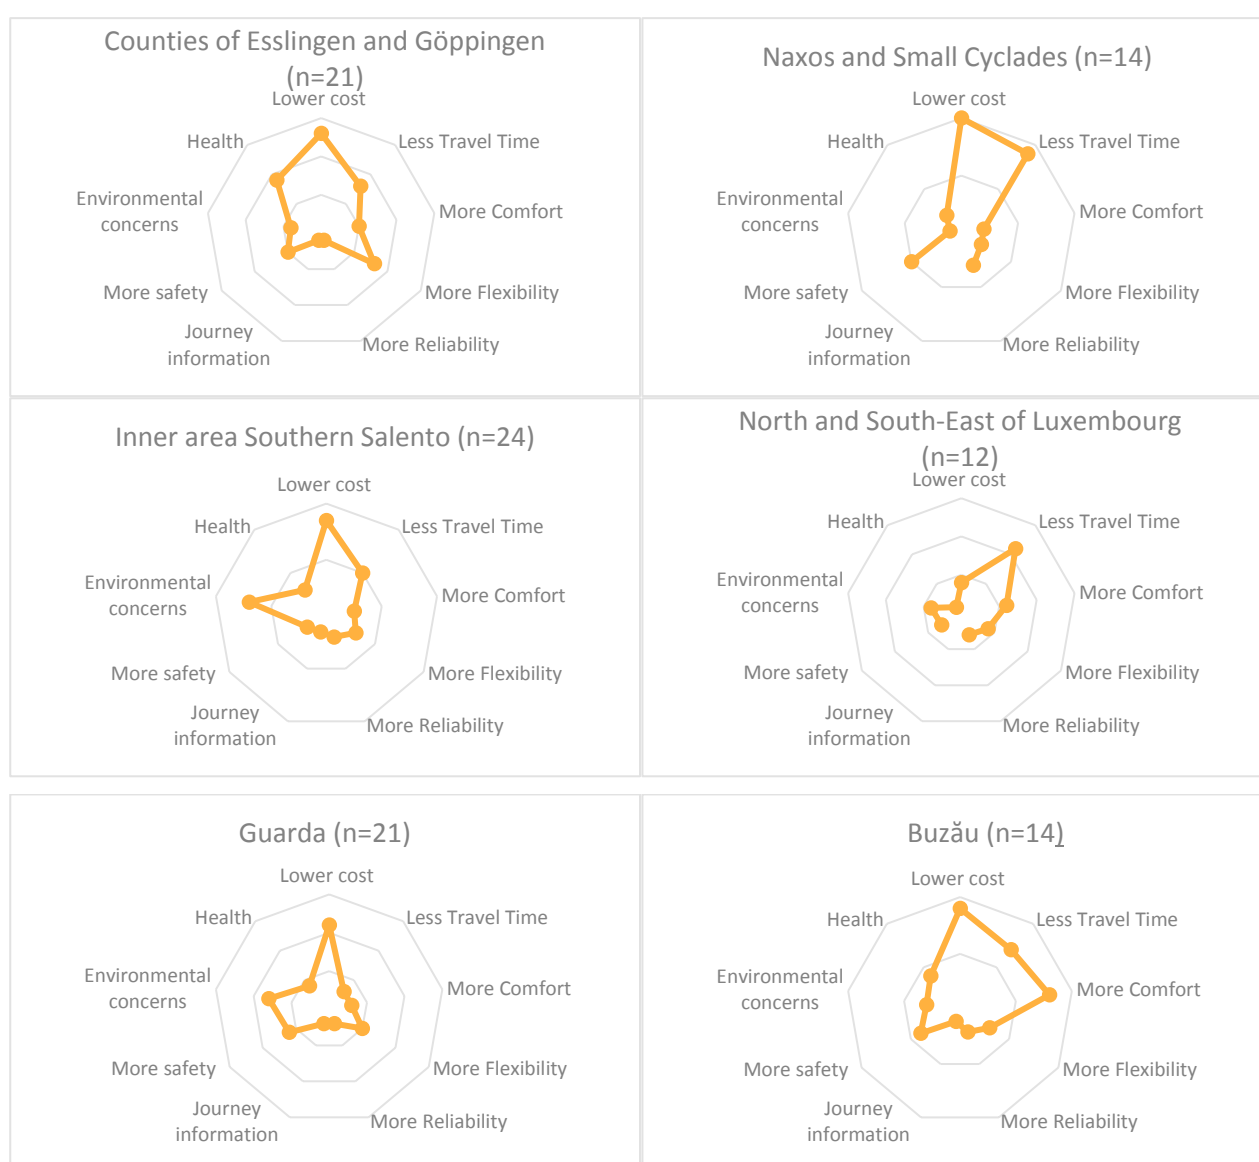 Counties of Esslingen and Göppingen
(n=21)
Lower cost
Less Travel Time
More Comfort
More Flexibility
More Reliability
Journey
information
More safety
Environmental
concerns
Health
Naxos and Small Cyclades (n=14)
Lower cost
Less Travel Time
More Comfort
More Flexibility
More Reliability
Journey
information
More safety
Environmental
concerns
Health
Inner area Southern Salento (n=24)
Lower cost
Less Travel Time
More Comfort
More Flexibility
More Reliability
Journey
information
More safety
Environmental
concerns
Health
North and South-East of Luxembourg
(n=12)
Lower cost
Less Travel Time
More Comfort
More Flexibility
More Reliability
Journey
information
More safety
Environmental
concerns
Health
Guarda (n=21)
Lower cost
Less Travel Time
More Comfort
More Flexibility
More Reliability
Journey
information
More safety
Environmental
concerns
Health
Buzău (n=14)
Lower cost
Less Travel Time
More Comfort
More Flexibility
More Reliability
Journey
information
More safety
Environmental
concerns
Health